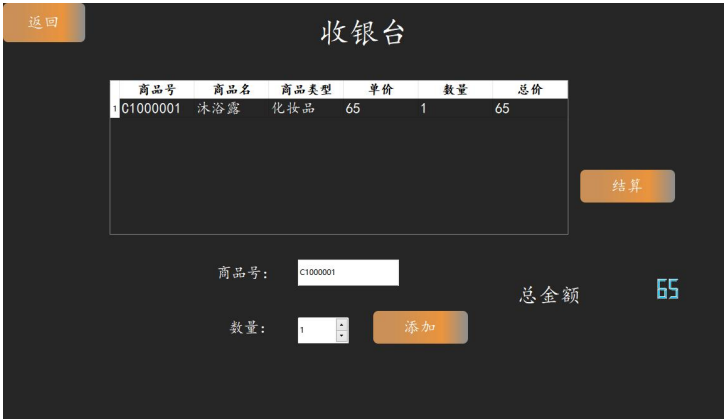 返回
收银台
商品号 商品名 商品类型 单价 数量 总价
1 C1000001 沐浴露 化妆品 65 1 65
结算
商品号: C1000001
总金额 65
数量: 1 添加